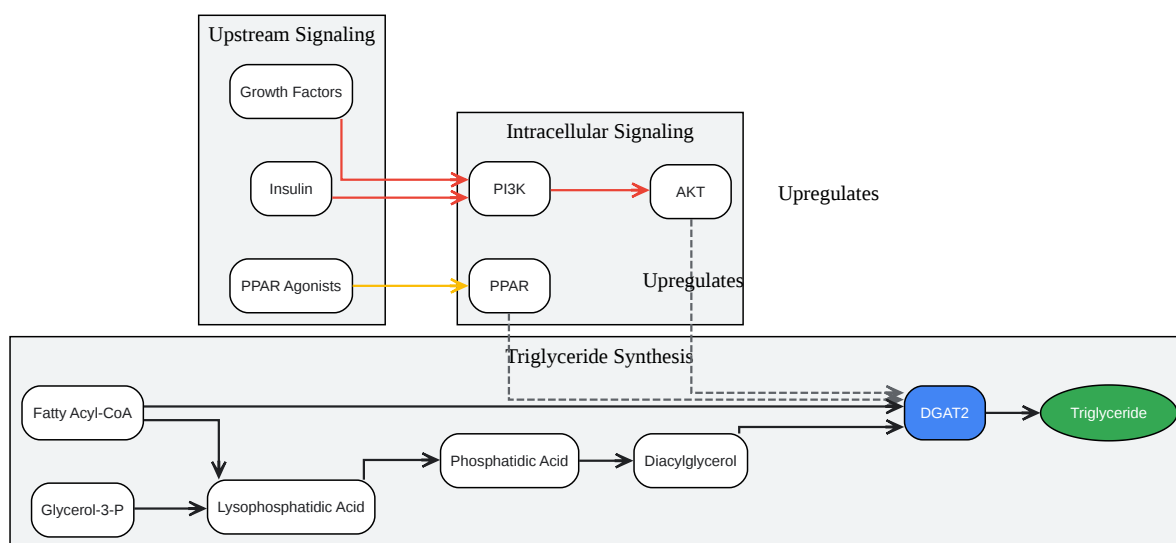 Upstream Signaling
Growth Factors
Intracellular Signaling
Insulin
PI3K
AKT
Upregulates
PPAR Agonists
PPAR
Upregulates
Triglyceride Synthesis
Fatty Acyl-CoA
DGAT2
Triglyceride
Phosphatidic Acid
Diacylglycerol
Glycerol-3-P
Lysophosphatidic Acid